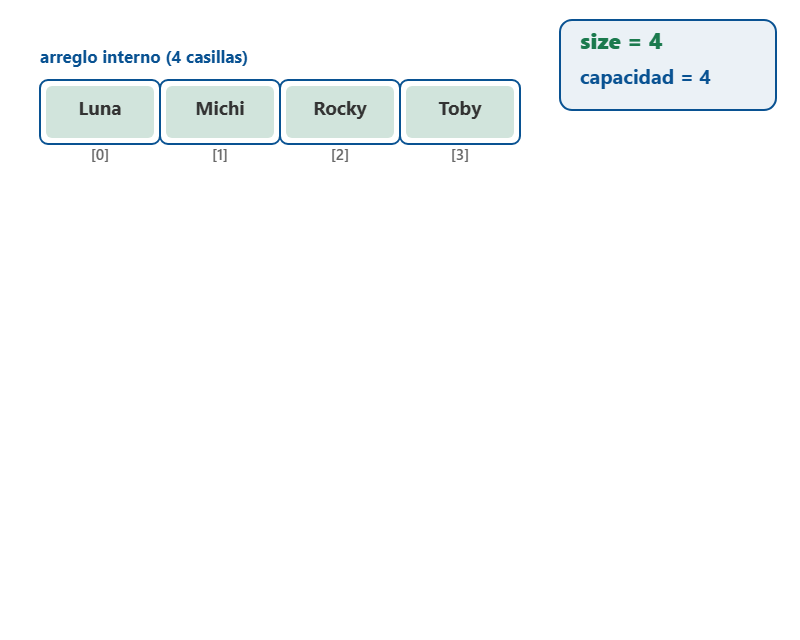 size = 4
arreglo interno (4 casillas)
capacidad = 4
Luna Michi Rocky Toby
[0] [1] [2] [3]